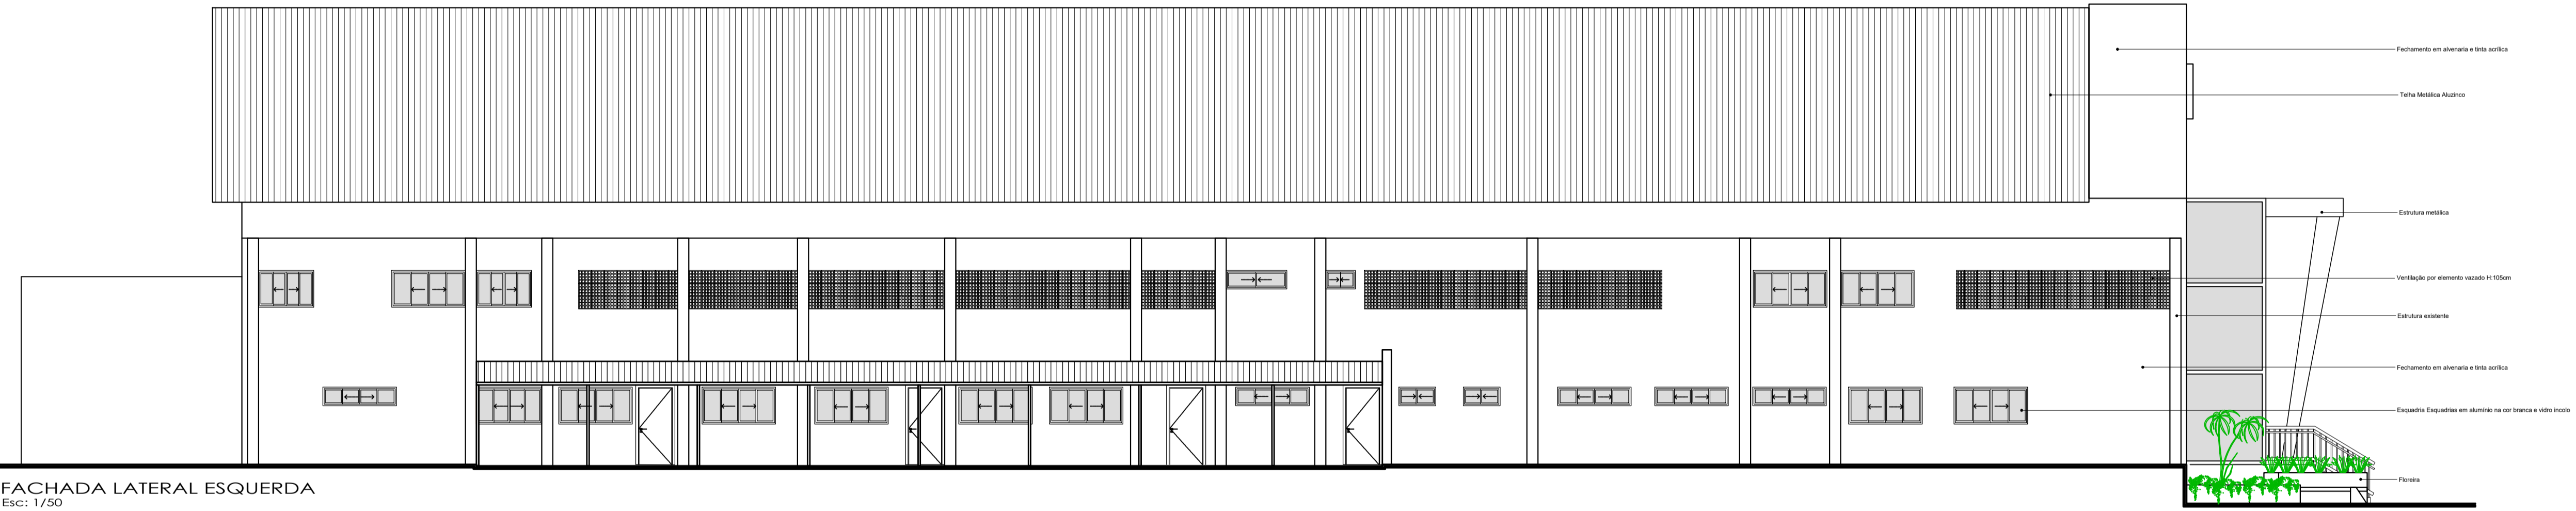 Fechamento em alvenaria e tinta acrílica
Telha Metálica Aluzinco
Estrutura metálica
Ventilação por elemento vazado H:105cm
Estrutura existente
Fechamento em alvenaria e tinta acrílica
Esquadria Esquadrias em alumínio na cor branca e vidro incolo
Floreira
FACHADA LATERAL ESQUERDA
Esc: 1/50